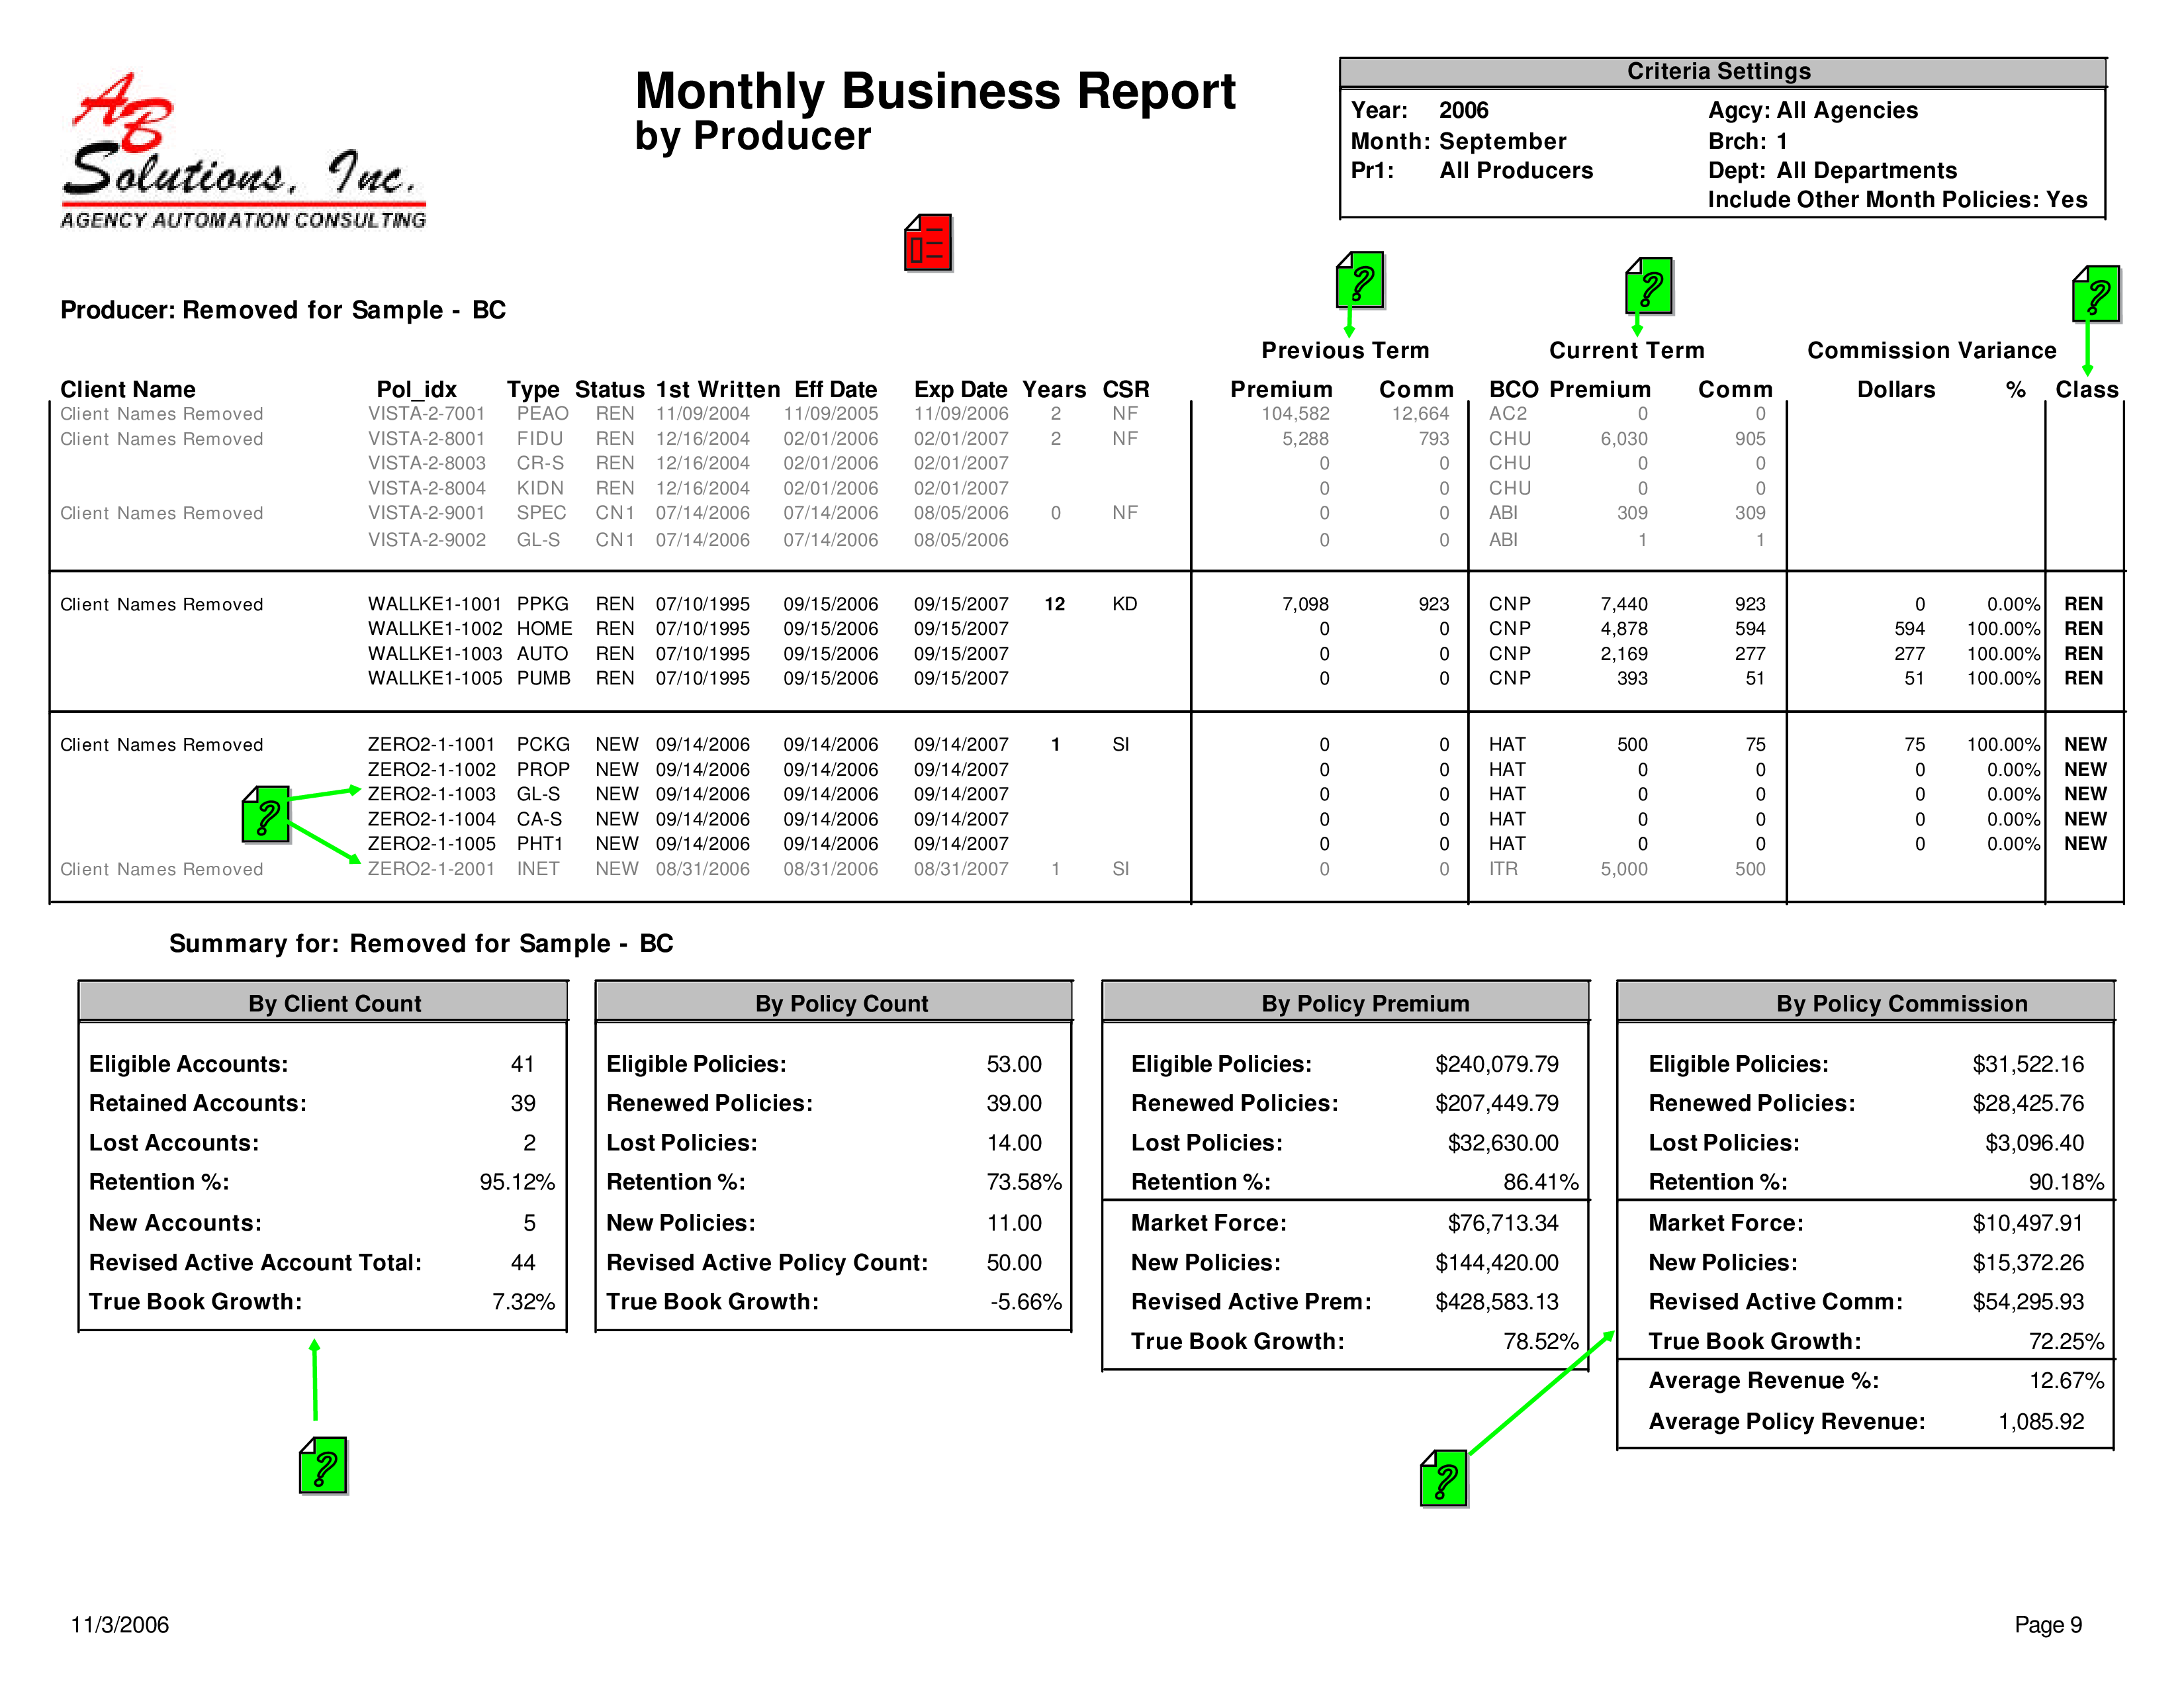 AB
Solutions, Inc.
AGENCY AUTOMATION CONSULTING
Monthly Business Report
by Producer
Criteria Settings
Year: 2006 Agcy: All Agencies
Month: September Brch: 1
Pr1: All Producers Dept: All Departments
Include Other Month Policies: Yes
Producer: Removed for Sample - BC
Previous Term Current Term Commission Variance
Client Name Pol_idx Type Status 1st Written Eff Date Exp Date Years CSR Premium Comm BCO Premium Comm Dollars % Class
Client Names Removed VISTA-2-7001 PEAO REN 11/09/2004 11/09/2005 11/09/2006 2 NF 104,582 12,664 AC2 0 0
Client Names Removed VISTA-2-8001 FIDU REN 12/16/2004 02/01/2006 02/01/2007 2 NF 5,288 793 CHU 6,030 905
VISTA-2-8003 CR-S REN 12/16/2004 02/01/2006 02/01/2007 0 0 CHU 0 0
VISTA-2-8004 KIDN REN 12/16/2004 02/01/2006 02/01/2007 0 0 CHU 0 0
Client Names Removed VISTA-2-9001 SPEC CN1 07/14/2006 07/14/2006 08/05/2006 0 NF 0 0 ABI 309 309
VISTA-2-9002 GL-S CN1 07/14/2006 07/14/2006 08/05/2006 0 0 ABI 1 1
Client Names Removed WALLKE1-1001 PPKG REN 07/10/1995 09/15/2006 09/15/2007 12 KD 7,098 923 CNP 7,440 923 0 0.00% REN
WALLKE1-1002 HOME REN 07/10/1995 09/15/2006 09/15/2007 0 0 CNP 4,878 594 594 100.00% REN
WALLKE1-1003 AUTO REN 07/10/1995 09/15/2006 09/15/2007 0 0 CNP 2,169 277 277 100.00% REN
WALLKE1-1005 PUMB REN 07/10/1995 09/15/2006 09/15/2007 0 0 CNP 393 51 51 100.00% REN
Client Names Removed ZERO2-1-1001 PCKG NEW 09/14/2006 09/14/2006 09/14/2007 1 SI 0 0 HAT 500 75 75 100.00% NEW
ZERO2-1-1002 PROP NEW 09/14/2006 09/14/2006 09/14/2007 0 0 HAT 0 0 0 0.00% NEW
ZERO2-1-1003 GL-S NEW 09/14/2006 09/14/2006 09/14/2007 0 0 HAT 0 0 0 0.00% NEW
ZERO2-1-1004 CA-S NEW 09/14/2006 09/14/2006 09/14/2007 0 0 HAT 0 0 0 0.00% NEW
ZERO2-1-1005 PHT1 NEW 09/14/2006 09/14/2006 09/14/2007 0 0 HAT 0 0 0 0.00% NEW
Client Names Removed ZERO2-1-2001 INET NEW 08/31/2006 08/31/2006 08/31/2007 1 SI 0 0 ITR 5,000 500
Summary for: Removed for Sample - BC
By Client Count
Eligible Accounts: 41
Retained Accounts: 39
Lost Accounts: 2
Retention %: 95.12%
New Accounts: 5
Revised Active Account Total: 44
True Book Growth: 7.32%
By Policy Count
Eligible Policies: 53.00
Renewed Policies: 39.00
Lost Policies: 14.00
Retention %: 73.58%
New Policies: 11.00
Revised Active Policy Count: 50.00
True Book Growth: -5.66%
By Policy Premium
Eligible Policies: $240,079.79
Renewed Policies: $207,449.79
Lost Policies: $32,630.00
Retention %: 86.41%
Market Force: $76,713.34
New Policies: $144,420.00
Revised Active Prem: $428,583.13
True Book Growth: 78.52%
By Policy Commission
Eligible Policies: $31,522.16
Renewed Policies: $28,425.76
Lost Policies: $3,096.40
Retention %: 90.18%
Market Force: $10,497.91
New Policies: $15,372.26
Revised Active Comm: $54,295.93
True Book Growth: 72.25%
Average Revenue %: 12.67%
Average Policy Revenue: 1,085.92
11/3/2006 Page 9